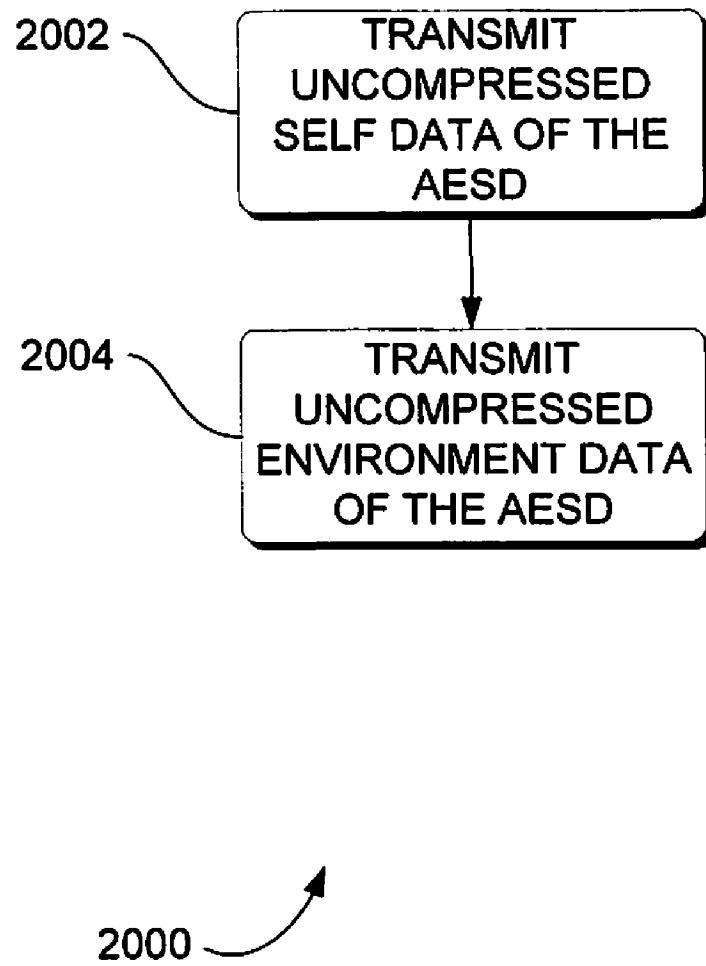 2002
TRANSMIT
UNCOMPRESSED
SELF DATA OF THE
AESD
2004
TRANSMIT
UNCOMPRESSED
ENVIRONMENT DATA
OF THE AESD
2000